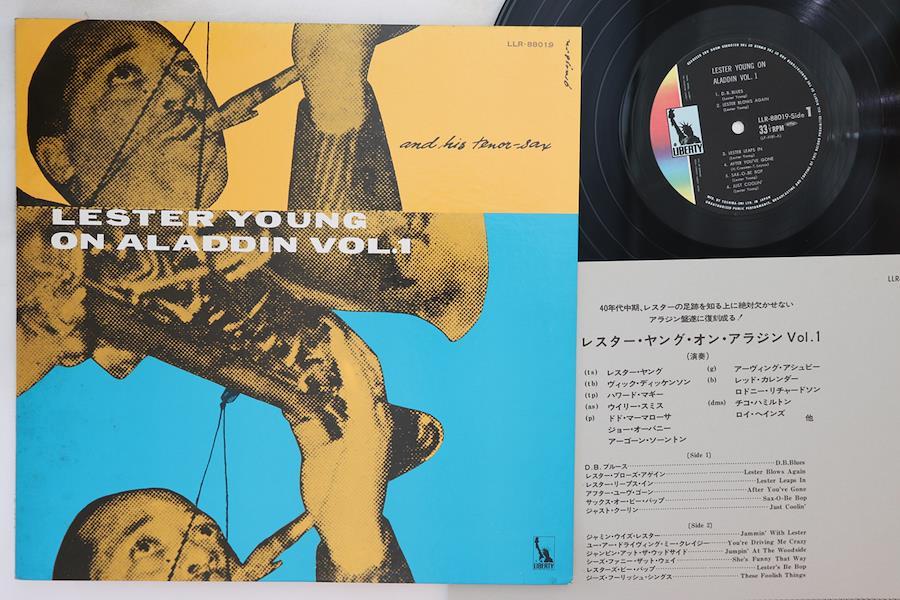 LLR-88019
and his tenor-sax
LESTER YOUNG
ON ALADDIN VOL.1
LIBERTY
LESTER YOUNG ON
ALADDIN VOL. 1
1. D.B. BLUES
(Lester Young)
2. LESTER BLOWS AGAIN
(Lester Young)
LLR-88019-Side 1
33⅓ RPM
LIBERTY
3. LESTER LEAPS IN
(Lester Young)
4. AFTER YOU'VE GONE
5. SAX-O-BE BOP
(Lester Young)
6. JUST COOLIN'
(Lester Young)
MFG. BY TOSHIBA-EMI LTD. IN JAPAN
LLR
40年代中期、レスターの足跡を知る上に絶対欠かせない
アラジン盤遂に復刻成る!
レスター・ヤング・オン・アラジン Vol.1
(演奏)
(ts) レスター・ヤング
(tb) ヴィック・ディッケンソン
(tp) ハワード・マギー
(as) ウイリー・スミス
(p) ドド・マーマローサ
ジョー・オーバニー
アーゴーン・ソーントン
(g) アーヴィング・アシュビー
(b) レッド・カレンダー
ロドニー・リチャードソン
(dms) チコ・ハミルトン
ロイ・ヘインズ 他
〔Side 1〕
D.B.ブルース D.B.Blues
レスター・ブローズ・アゲイン Lester Blows Again
レスター・リープス・イン Lester Leaps In
アフター・ユーヴ・ゴーン After You've Gone
サックス・オー・ビー・バップ Sax-O-Be Bop
ジャスト・クーリン Just Coolin'
〔Side 2〕
ジャミン・ウイズ・レスター Jammin' With Lester
ユー・アー・ドライヴィング・ミー・クレイジー You're Driving Me Crazy
ジャンピン・アット・ザ・ウッドサイド Jumpin' At The Woodside
シーズ・ファニー・ザット・ウェイ She's Funny That Way
レスターズ・ビー・バップ Lester's Be Bop
ジーズ・フーリッシュ・シングス These Foolish Things